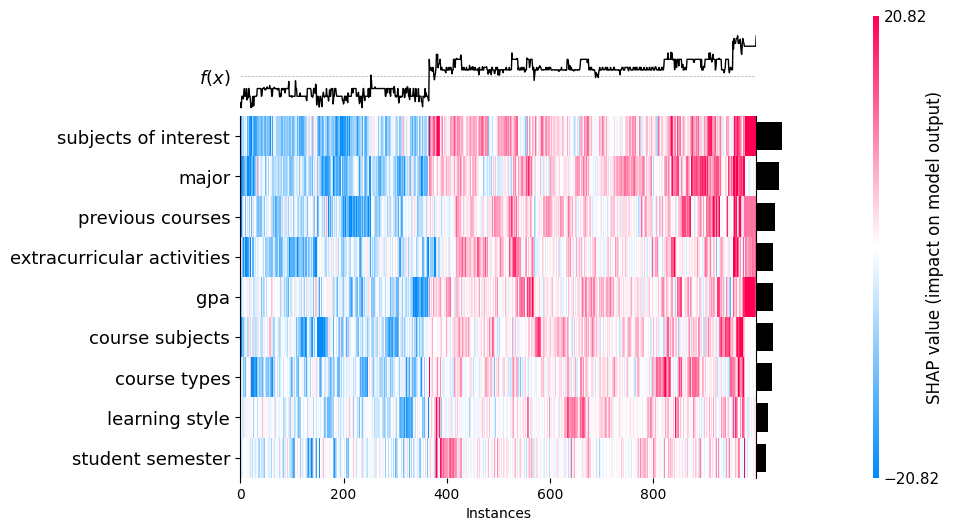 20.82
f(x)
subjects of interest
major
previous courses
extracurricular activities
gpa
course subjects
course types
learning style
student semester
0 200 400 600 800
Instances
SHAP value (impact on model output)
−20.82